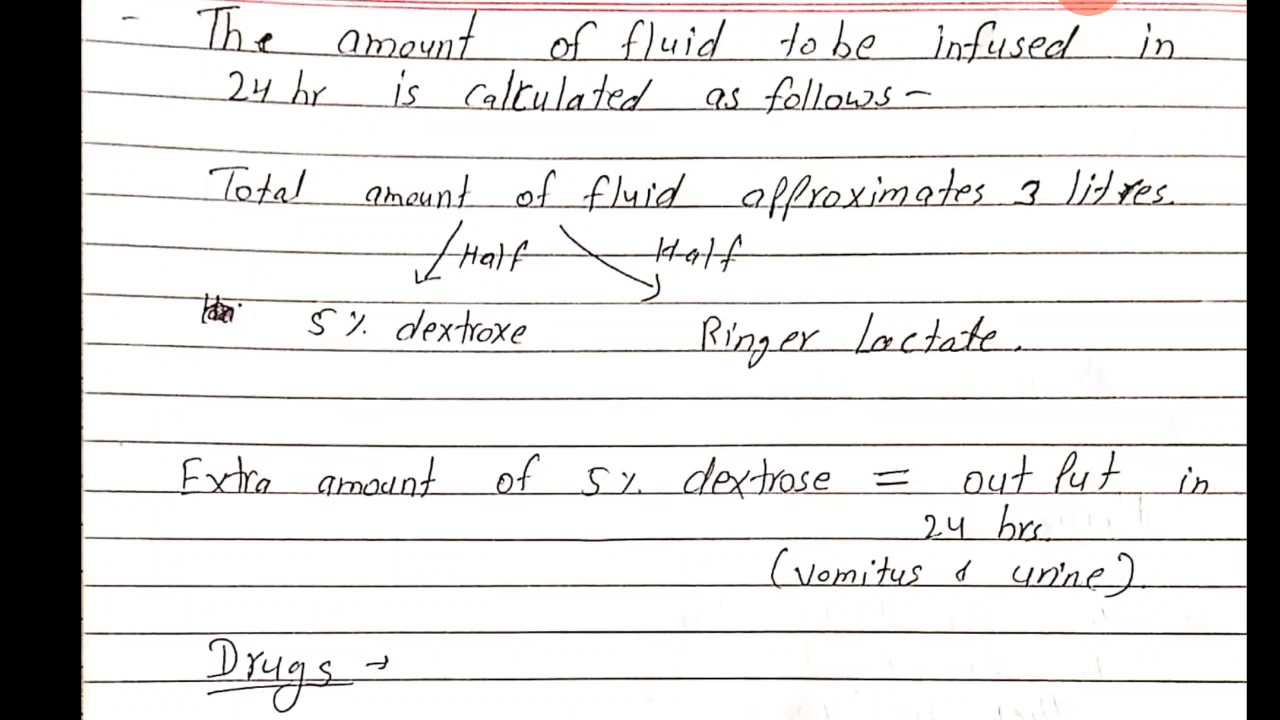 - The amount of fluid to be infused in
24 hr is calculated as follows -
Total amount of fluid approximates 3 litres.
Half Half
5% dextroxe Ringer Lactate.
Extra amount of 5% dextrose = out put in
24 hrs.
(vomitus & urine).
Drugs →